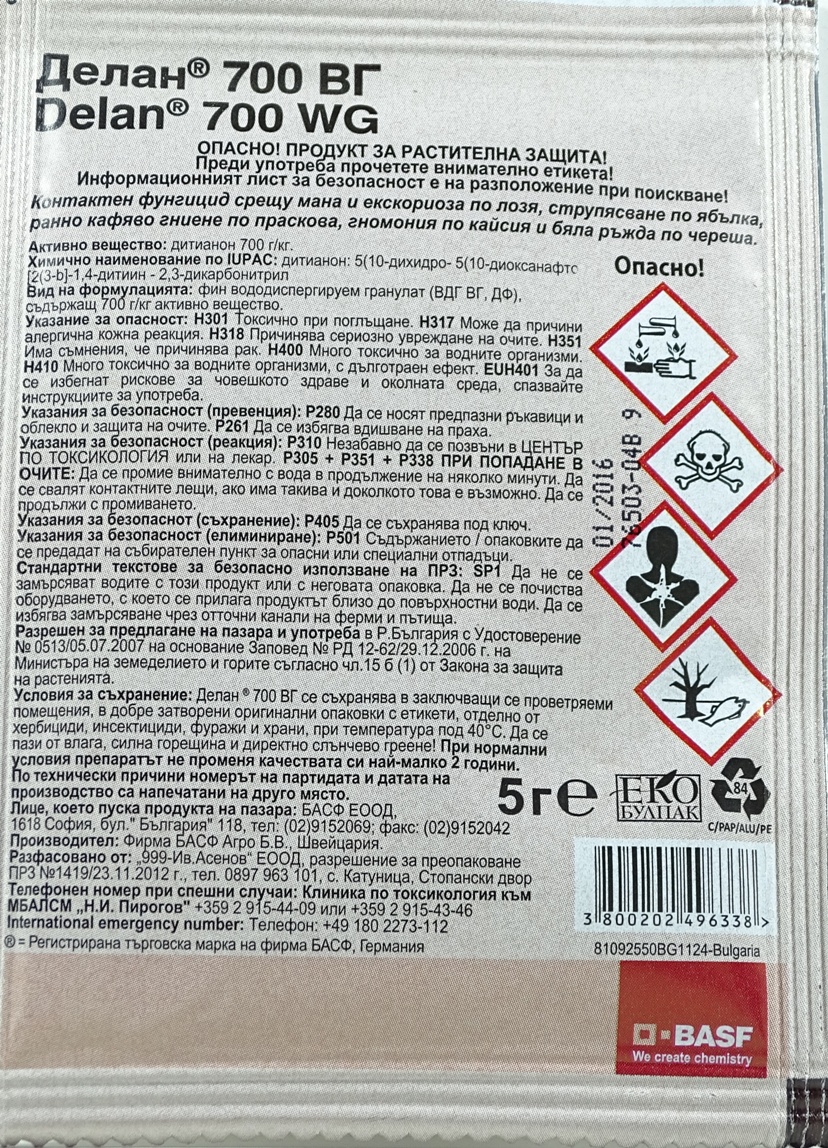 Делан® 700 ВГ
Delan® 700 WG
ОПАСНО! ПРОДУКТ ЗА РАСТИТЕЛНА ЗАЩИТА!
Преди употреба прочетете внимателно етикета!
Информационният лист за безопасност е на разположение при поискване!
Контактен фунгицид срещу мана и екскориоза по лозя, струпясване по ябълка,
ранно кафяво гниене по праскова, гномония по кайсия и бяла ръжда по череша.
Активно вещество: дитианон 700 г/кг.
Химично наименование по IUPAC: дитианон: 5(10-дихидро- 5(10-диоксанафто
[2(3-b]-1,4-дитиин - 2,3-дикарбонитрил
Вид на формулацията: фин вододиспергируем гранулат (ВДГ ВГ, ДФ),
съдържащ 700 г/кг активно вещество.
Указание за опасност: H301 Токсично при поглъщане. H317 Може да причини
алергична кожна реакция. H318 Причинява сериозно увреждане на очите. H351
Има съмнения, че причинява рак. H400 Много токсично за водните организми.
H410 Много токсично за водните организми, с дълготраен ефект. EUH401 За да
се избегнат рискове за човешкото здраве и околната среда, спазвайте
инструкциите за употреба.
Указания за безопасност (превенция): P280 Да се носят предпазни ръкавици и
облекло и защита на очите. P261 Да се избягва вдишване на праха.
Указания за безопасност (реакция): P310 Незабавно да се позвъни в ЦЕНТЪР
ПО ТОКСИКОЛОГИЯ или на лекар. P305 + P351 + P338 ПРИ ПОПАДАНЕ В
ОЧИТЕ: Да се промие внимателно с вода в продължение на няколко минути. Да
се свалят контактните лещи, ако има такива и доколкото това е възможно. Да се
продължи с промиването.
Указания за безопаснот (съхранение): P405 Да се съхранява под ключ.
Указания за безопасност (елиминиране): P501 Съдържанието / опаковките да
се предадат на събирателен пункт за опасни или специални отпадъци.
Стандартни текстове за безопасно използване на ПРЗ: SP1 Да не се
замърсяват водите с този продукт или с неговата опаковка. Да не се почиства
оборудването, с което се прилага продуктът близо до повърхностни води. Да се
избягва замърсяване чрез отточни канали на ферми и пътища.
Разрешен за предлагане на пазара и употреба в Р.България с Удостоверение
№ 0513/05.07.2007 на основание Заповед № РД 12-62/29.12.2006 г. на
Министъра на земеделието и горите съгласно чл.15 б (1) от Закона за защита
на растенията.
Условия за съхранение: Делан ® 700 ВГ се съхранява в заключващи се проветряеми
помещения, в добре затворени оригинални опаковки с етикети, отделно от
хербициди, инсектициди, фуражи и храни, при температура под 40°C. Да се
пази от влага, силна горещина и директно слънчево греене! При нормални
условия препаратът не променя качествата си най-малко 2 години.
По технически причини номерът на партидата и датата на
производство са напечатани на друго място.
Лице, което пуска продукта на пазара: БАСФ ЕООД,
1618 София, бул." България" 118, тел: (02)9152069; факс: (02)9152042
Производител: Фирма БАСФ Агро Б.В., Швейцария.
Разфасовано от: „999-Ив.Асенов“ ЕООД, разрешение за преопаковане
ПРЗ №1419/23.11.2012 г., тел. 0897 963 101, с. Катуница, Стопански двор
Телефонен номер при спешни случаи: Клиника по токсикология към
МБАЛСМ „Н.И. Пирогов" +359 2 915-44-09 или +359 2 915-43-46
International emergency number: Телефон: +49 180 2273-112
® = Регистрирана търговска марка на фирма БАСФ, Германия
Опасно!
01/2016
76503-04B 9
5г℮
ЕКО
БУЛПАК
84
C/PAP/ALU/PE
3 800202 496338 >
81092550BG1124-Bulgaria
BASF
We create chemistry